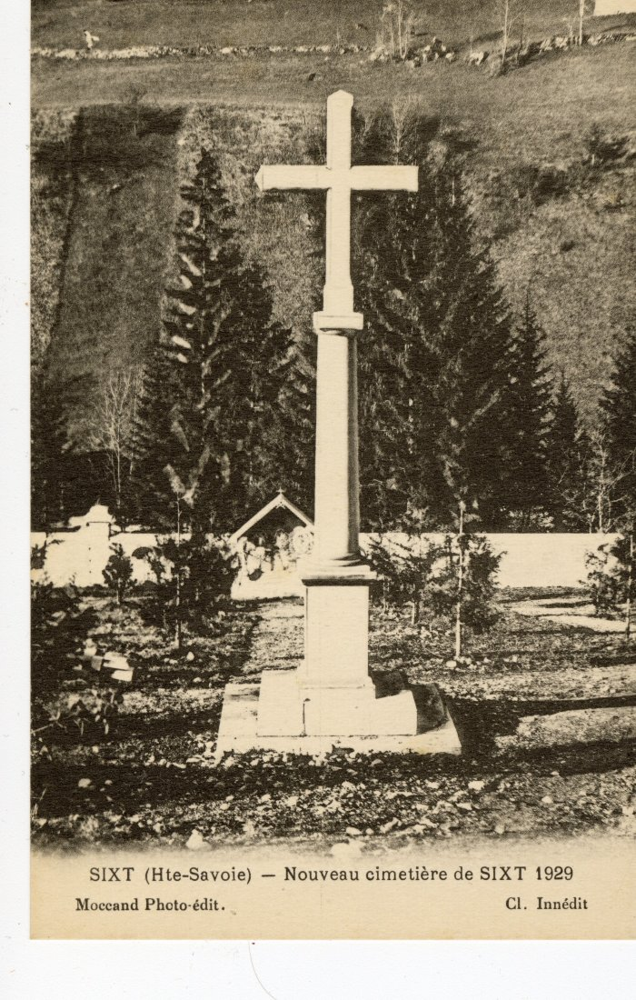 SIXT (Hte-Savoie) — Nouveau cimetière de SIXT 1929
Moccand Photo-édit. Cl. Innédit